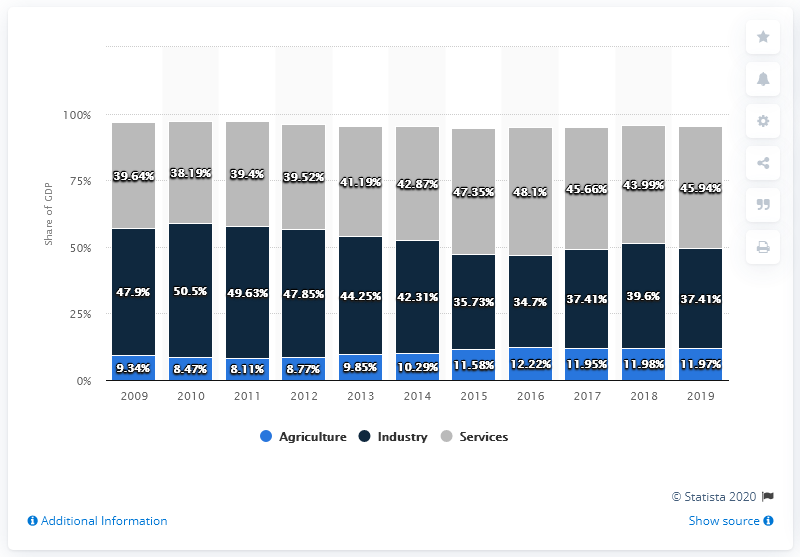 100%
75%
50%
25%
0%
Share of GDP
39.64% 38.19% 39.4% 39.52% 41.19% 42.87% 47.35% 48.1% 45.66% 43.99% 45.94%
47.9% 50.5% 49.63% 47.85% 44.25% 42.31% 35.73% 34.7% 37.41% 39.6% 37.41%
9.34% 8.47% 8.11% 8.77% 9.85% 10.29% 11.58% 12.22% 11.95% 11.98% 11.97%
2009 2010 2011 2012 2013 2014 2015 2016 2017 2018 2019
Agriculture Industry Services
© Statista 2020
Additional Information
Show source